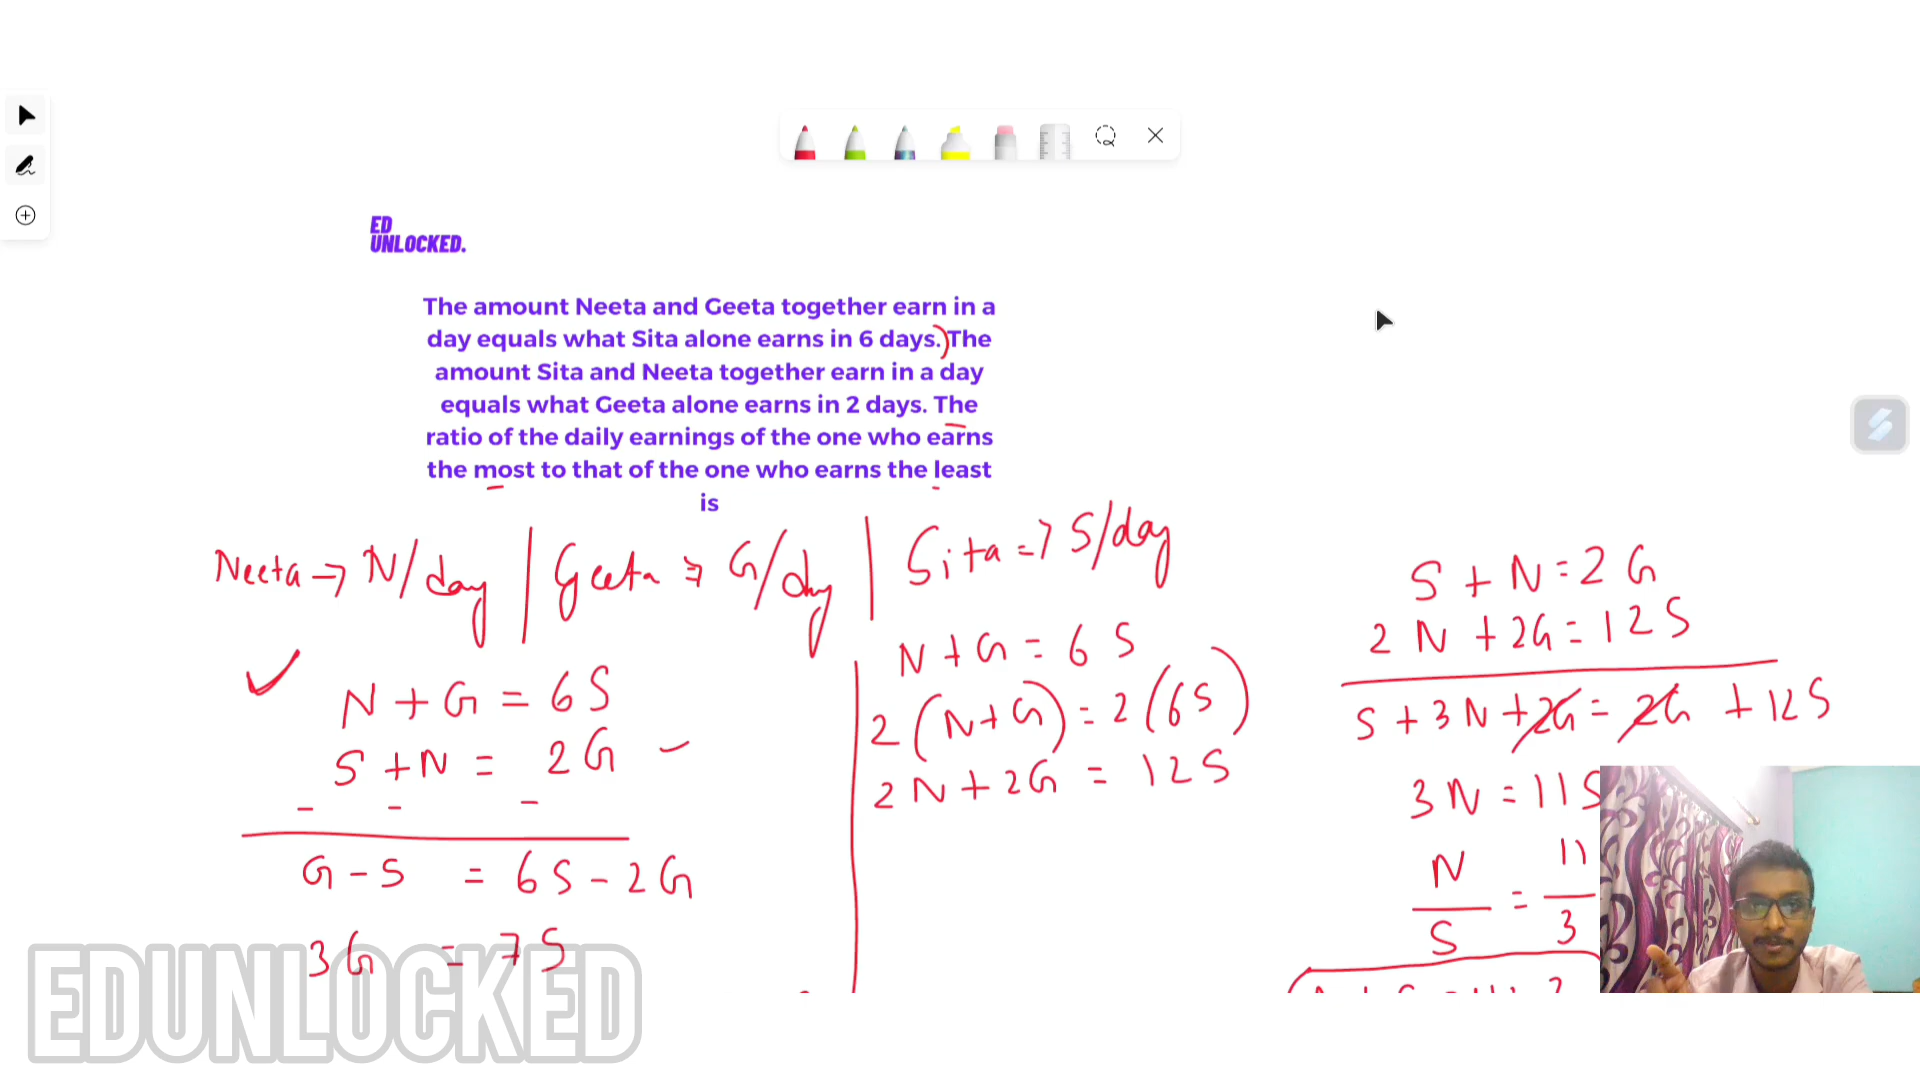 ED
UNLOCKED.
The amount Neeta and Geeta together earn in a
day equals what Sita alone earns in 6 days. The
amount Sita and Neeta together earn in a day
equals what Geeta alone earns in 2 days. The
ratio of the daily earnings of the one who earns
the most to that of the one who earns the least
is
Neeta → N/day | Geeta → G/day | Sita → S/day
N + G = 6S
S + N = 2G
- - -
G - S = 6S - 2G
3G = 7S
N + G = 6S
2(N+G) = 2(6S)
2N + 2G = 12S
S + N = 2G
2N + 2G = 12S
S + 3N + 2G = 2G + 12S
3N = 11S
N/S = 11/3
EDUNLOCKED